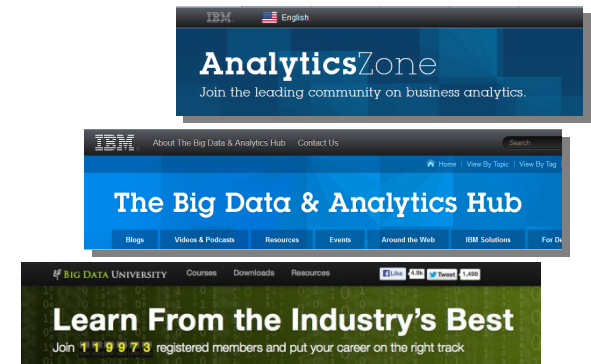 IBM English
AnalyticsZone
Join the leading community on business analytics.
IBM About The Big Data & Analytics Hub Contact Us Search
Home | View By Topic | View By Tag |
The Big Data & Analytics Hub
Blogs Videos & Podcasts Resources Events Around the Web IBM Solutions For De
BIG DATA UNIVERSITY Courses Downloads Resources Like 4.9k Tweet 1,498
Learn From the Industry's Best
Join 119973 registered members and put your career on the right track